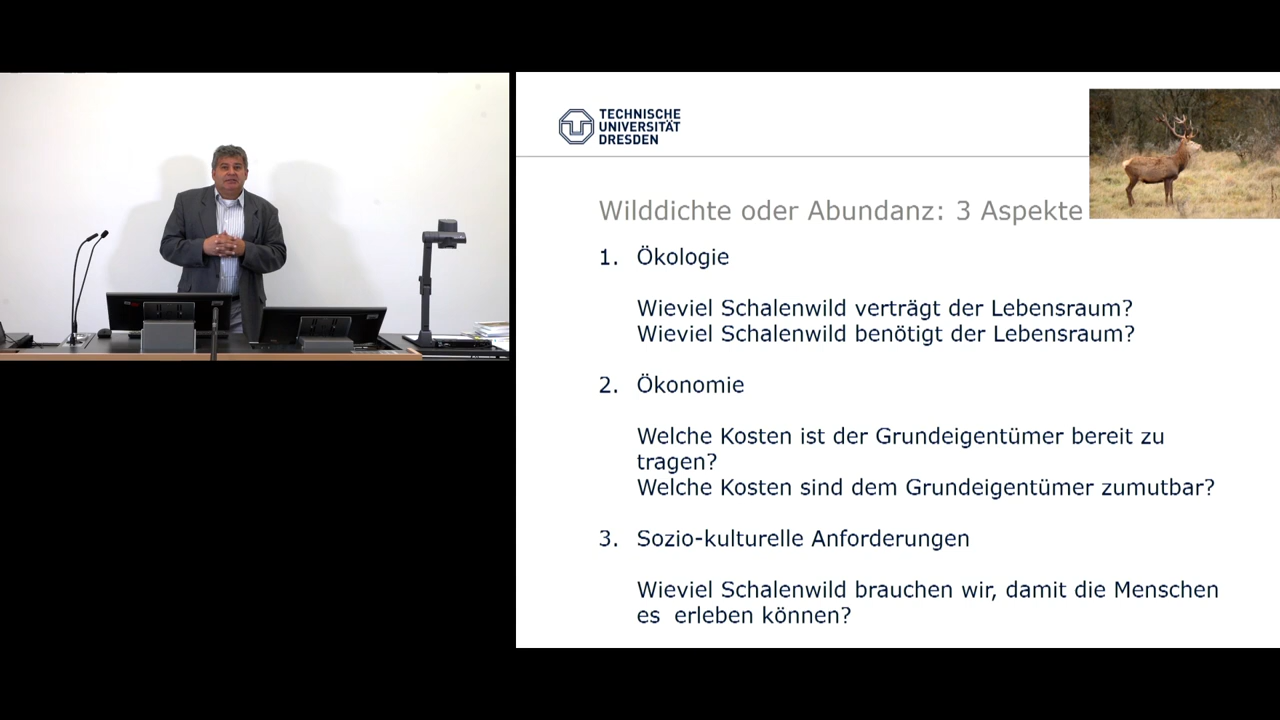 TECHNISCHE
UNIVERSITÄT
DRESDEN
Wilddichte oder Abundanz: 3 Aspekte
1. Ökologie
Wieviel Schalenwild verträgt der Lebensraum?
Wieviel Schalenwild benötigt der Lebensraum?
2. Ökonomie
Welche Kosten ist der Grundeigentümer bereit zu
tragen?
Welche Kosten sind dem Grundeigentümer zumutbar?
3. Sozio-kulturelle Anforderungen
Wieviel Schalenwild brauchen wir, damit die Menschen
es erleben können?